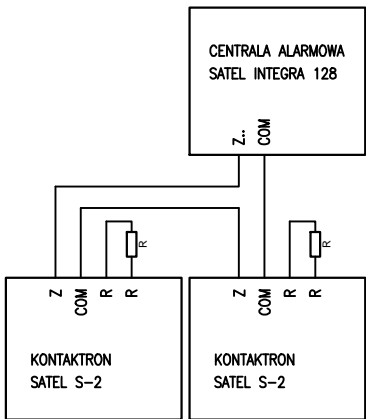 CENTRALA ALARMOWA
SATEL INTEGRA 128
Z..
COM
R
R
Z
COM
R
R
Z
COM
R
R
KONTAKTRON
SATEL S-2
KONTAKTRON
SATEL S-2